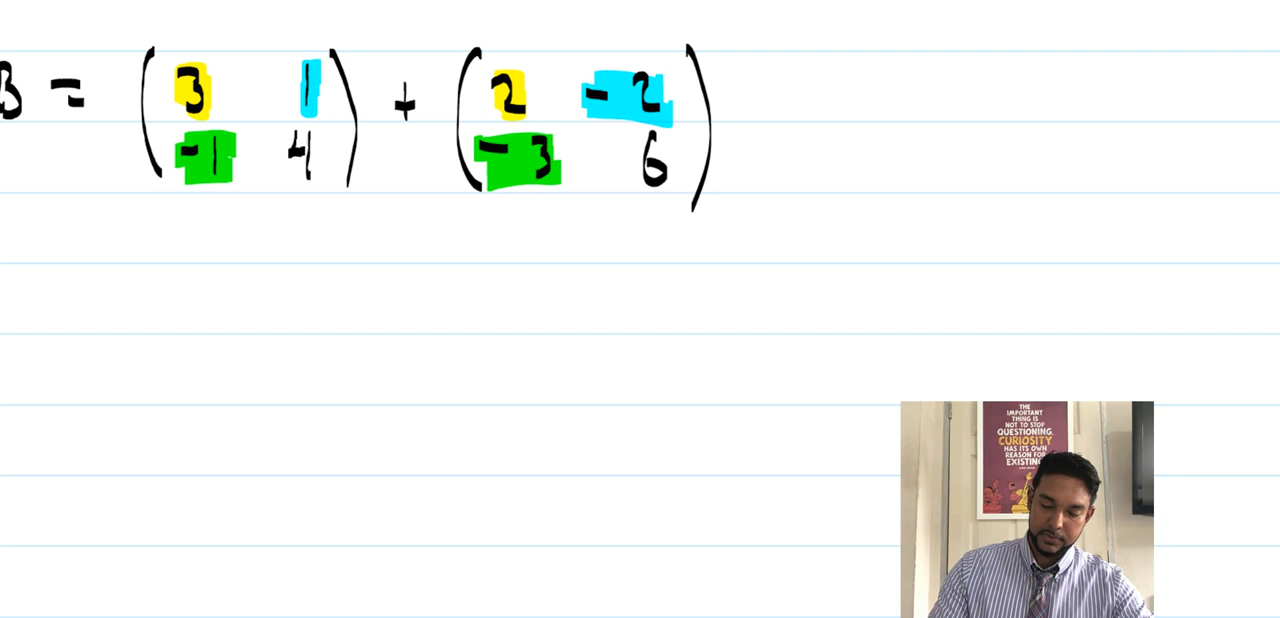 B = ( 3 1 ) + ( 2 - 2 )
-1 4 - 3 6
THE
IMPORTANT
THING IS
NOT TO STOP
QUESTIONING.
CURIOSITY
HAS ITS OWN
REASON FOR
EXISTING